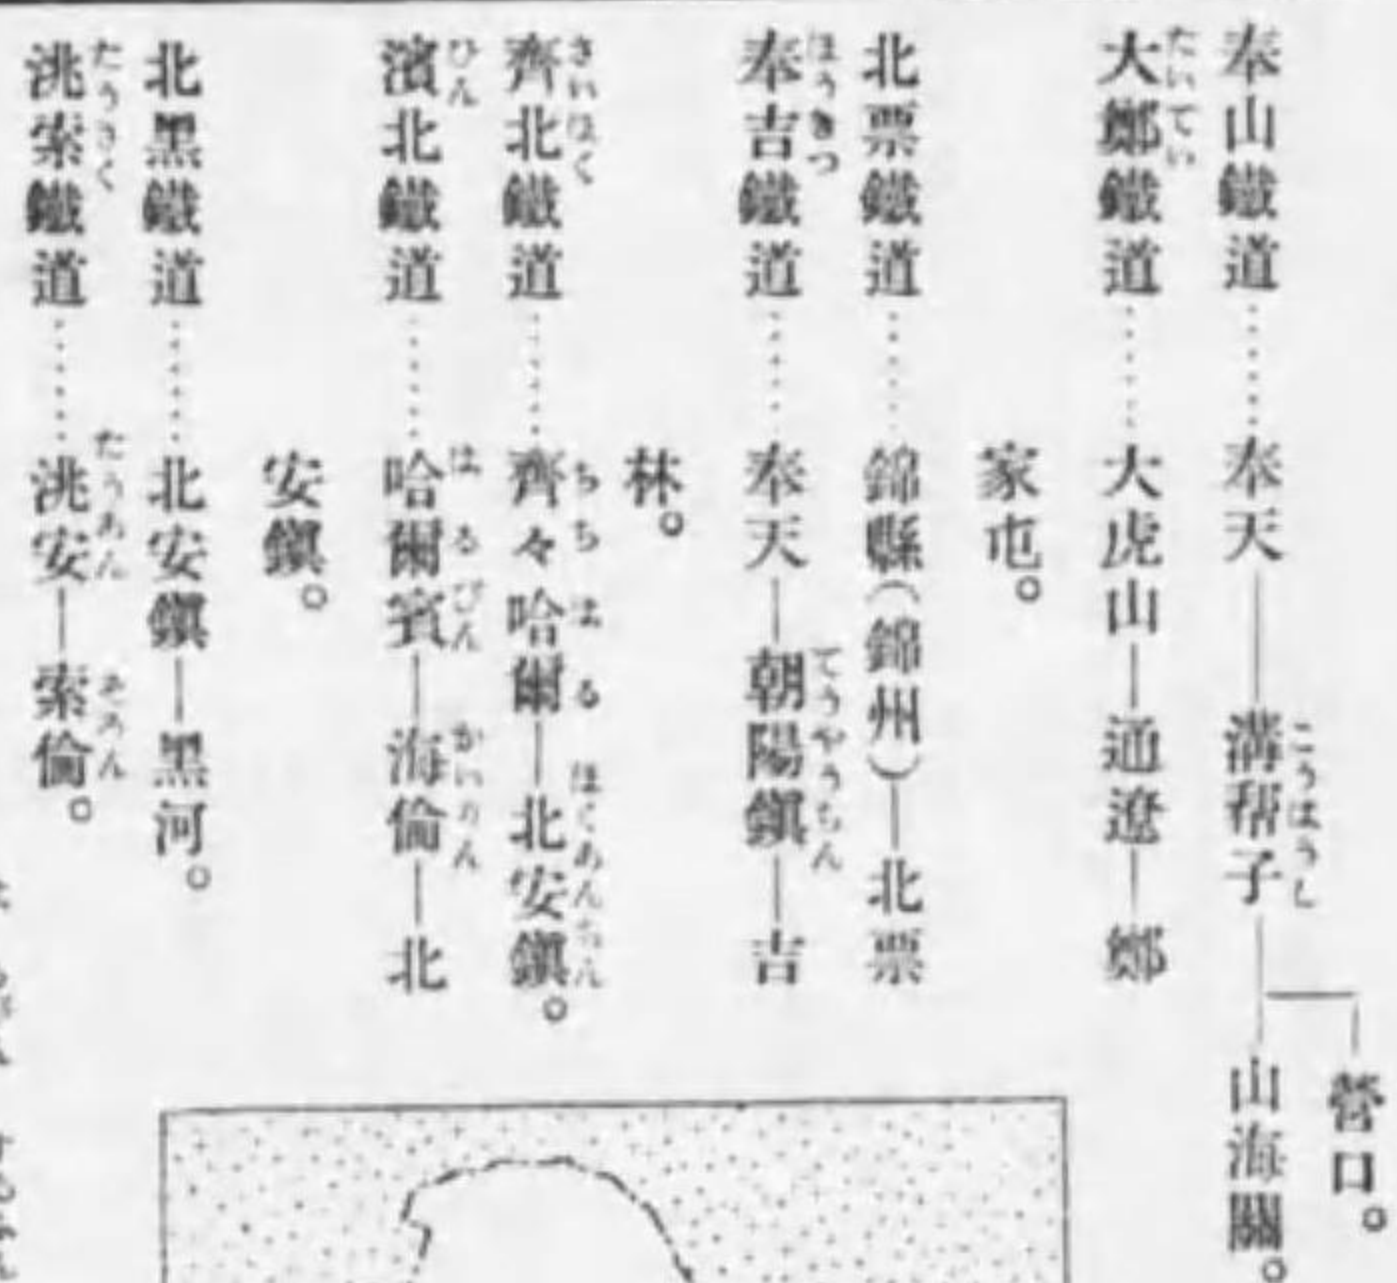 奉山鐵道……奉天―溝帮子―山海關。
營口。
大鄭鐵道……大虎山―通遼―鄭
家屯。
北票鐵道……錦縣(錦州)―北票
奉吉鐵道……奉天―朝陽鎭―吉
林。
齊北鐵道……齊々哈爾―北安鎭。
濱北鐵道……哈爾賓―海倫―北
安鎭。
北黑鐵道……北安鎭―黑河。
洮索鐵道……洮安―索倫。